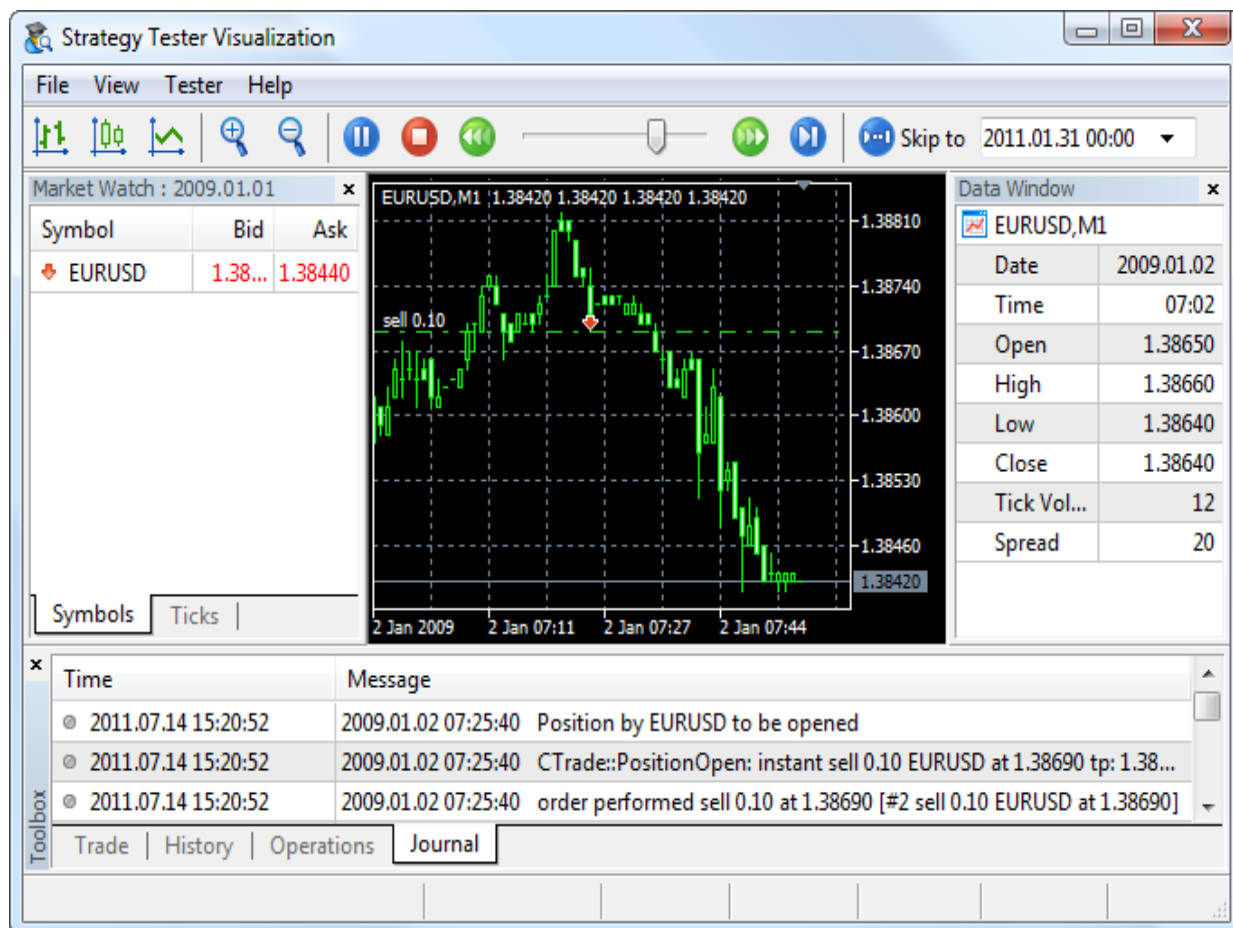 Strategy Tester Visualization
File View Tester Help
Skip to 2011.01.31 00:00
Market Watch : 2009.01.01
Symbol Bid Ask
EURUSD 1.38... 1.38440
Symbols Ticks
EURUSD,M1 1.38420 1.38420 1.38420 1.38420
sell 0.10
1.38810
1.38740
1.38670
1.38600
1.38530
1.38460
1.38420
2 Jan 2009 2 Jan 07:11 2 Jan 07:27 2 Jan 07:44
Data Window
EURUSD,M1
Date 2009.01.02
Time 07:02
Open 1.38650
High 1.38660
Low 1.38640
Close 1.38640
Tick Vol... 12
Spread 20
Toolbox
Time Message
2011.07.14 15:20:52 2009.01.02 07:25:40 Position by EURUSD to be opened
2011.07.14 15:20:52 2009.01.02 07:25:40 CTrade::PositionOpen: instant sell 0.10 EURUSD at 1.38690 tp: 1.38...
2011.07.14 15:20:52 2009.01.02 07:25:40 order performed sell 0.10 at 1.38690 [#2 sell 0.10 EURUSD at 1.38690]
Trade History Operations Journal